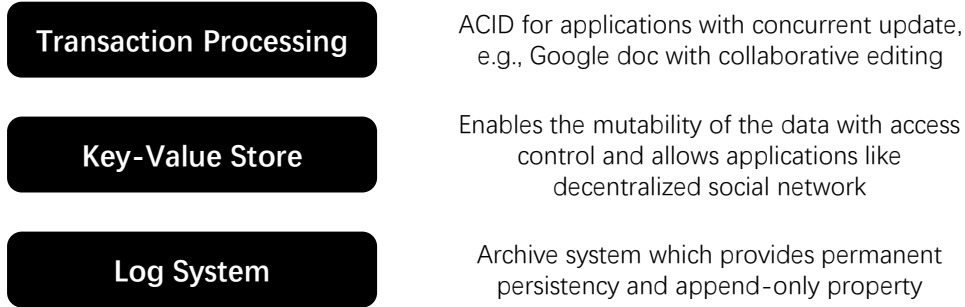 Transaction Processing
ACID for applications with concurrent update,
e.g., Google doc with collaborative editing
Key-Value Store
Enables the mutability of the data with access
control and allows applications like
decentralized social network
Log System
Archive system which provides permanent
persistency and append-only property